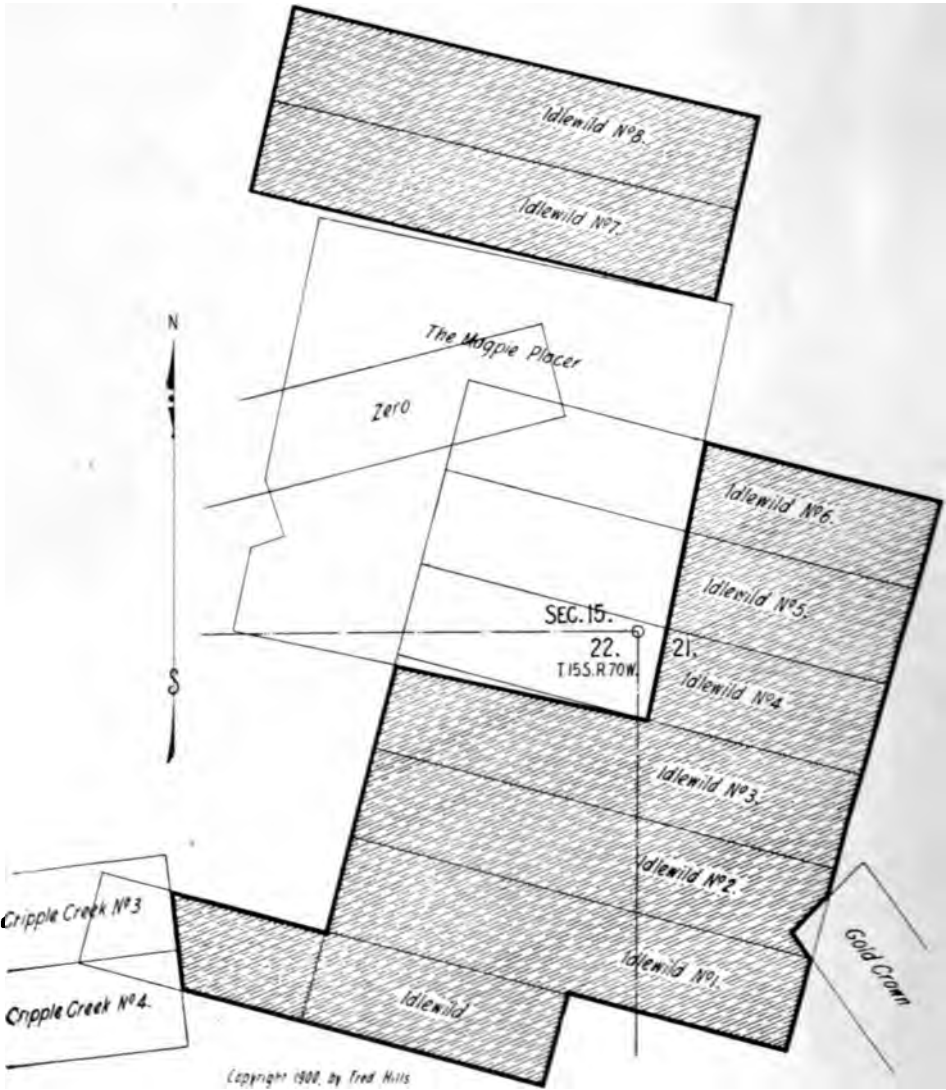 Idlewild Nº8.
Idlewild Nº7.
N
The Magpie Placer
Zero
Idlewild Nº6.
Idlewild Nº5.
SEC. 15.
22. 21.
T.15S. R.70W.
Idlewild Nº4
S
Idlewild Nº3.
Idlewild Nº2.
Cripple Creek Nº3
Gold Crown
Idlewild Nº1.
Idlewild
Cripple Creek Nº4.
Copyright 1900, by Fred Hills